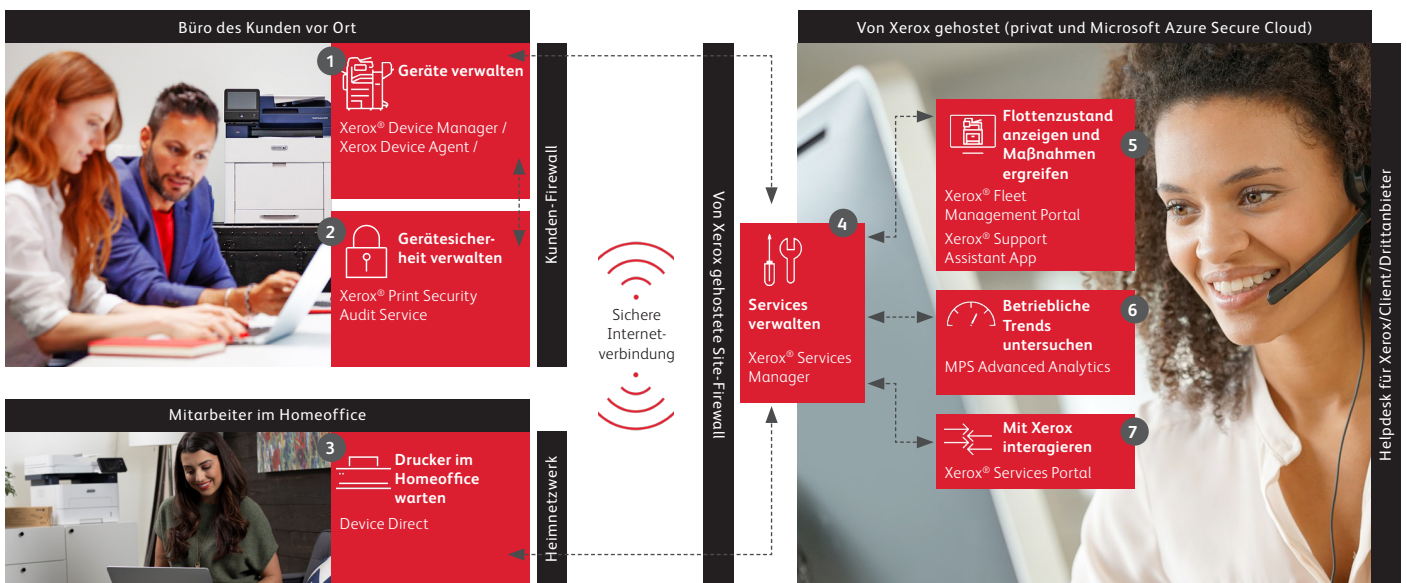 Büro des Kunden vor Ort
1
Geräte verwalten
Xerox® Device Manager /
Xerox Device Agent /
2
Gerätesicher-
heit verwalten
Xerox® Print Security
Audit Service
Kunden-Firewall
Mitarbeiter im Homeoffice
3
Drucker im
Homeoffice
warten
Device Direct
Heimnetzwerk
Sichere
Internet-
verbindung
Von Xerox gehostete Site-Firewall
Von Xerox gehostet (privat und Microsoft Azure Secure Cloud)
4
Services
verwalten
Xerox® Services
Manager
5
Flottenzustand
anzeigen und
Maßnahmen
ergreifen
Xerox® Fleet
Management Portal
Xerox® Support
Assistant App
6
Betriebliche
Trends
untersuchen
MPS Advanced Analytics
7
Mit Xerox
interagieren
Xerox® Services Portal
Helpdesk für Xerox/Client/Drittanbieter